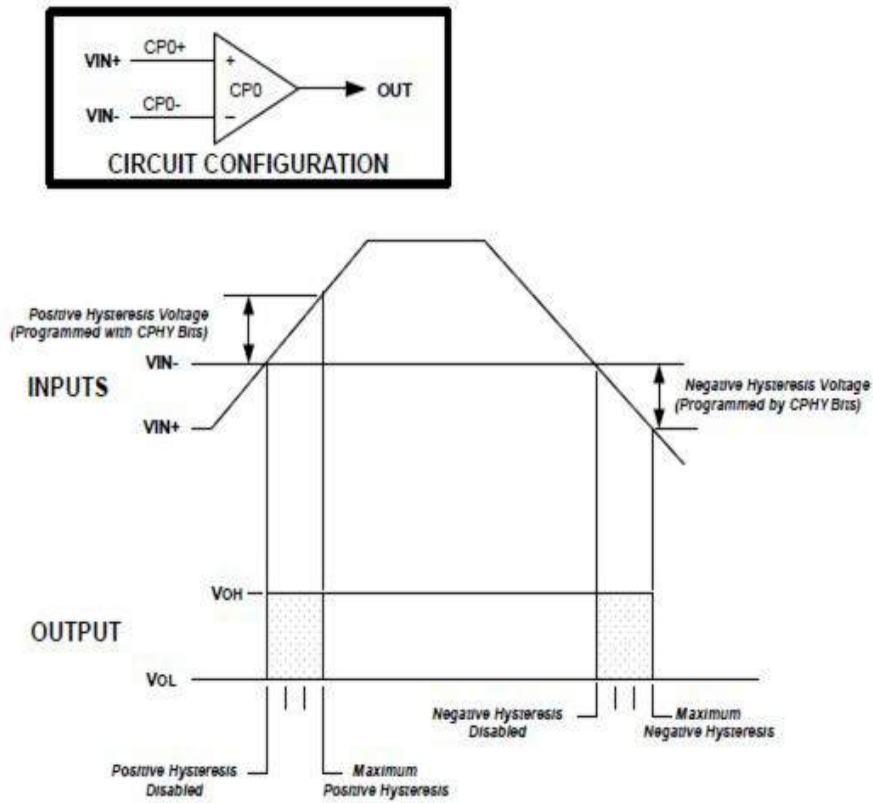 VIN+
CP0+
+
CP0
OUT
VIN-
CP0-
–
CIRCUIT CONFIGURATION
Positive Hysteresis Voltage
(Programmed with CPHY Bits)
VIN-
INPUTS
Negative Hysteresis Voltage
(Programmed by CPHY Bits)
VIN+
VOH
OUTPUT
VOL
Negative Hysteresis
Disabled
Maximum
Negative Hysteresis
Positive Hysteresis
Disabled
Maximum
Positive Hysteresis